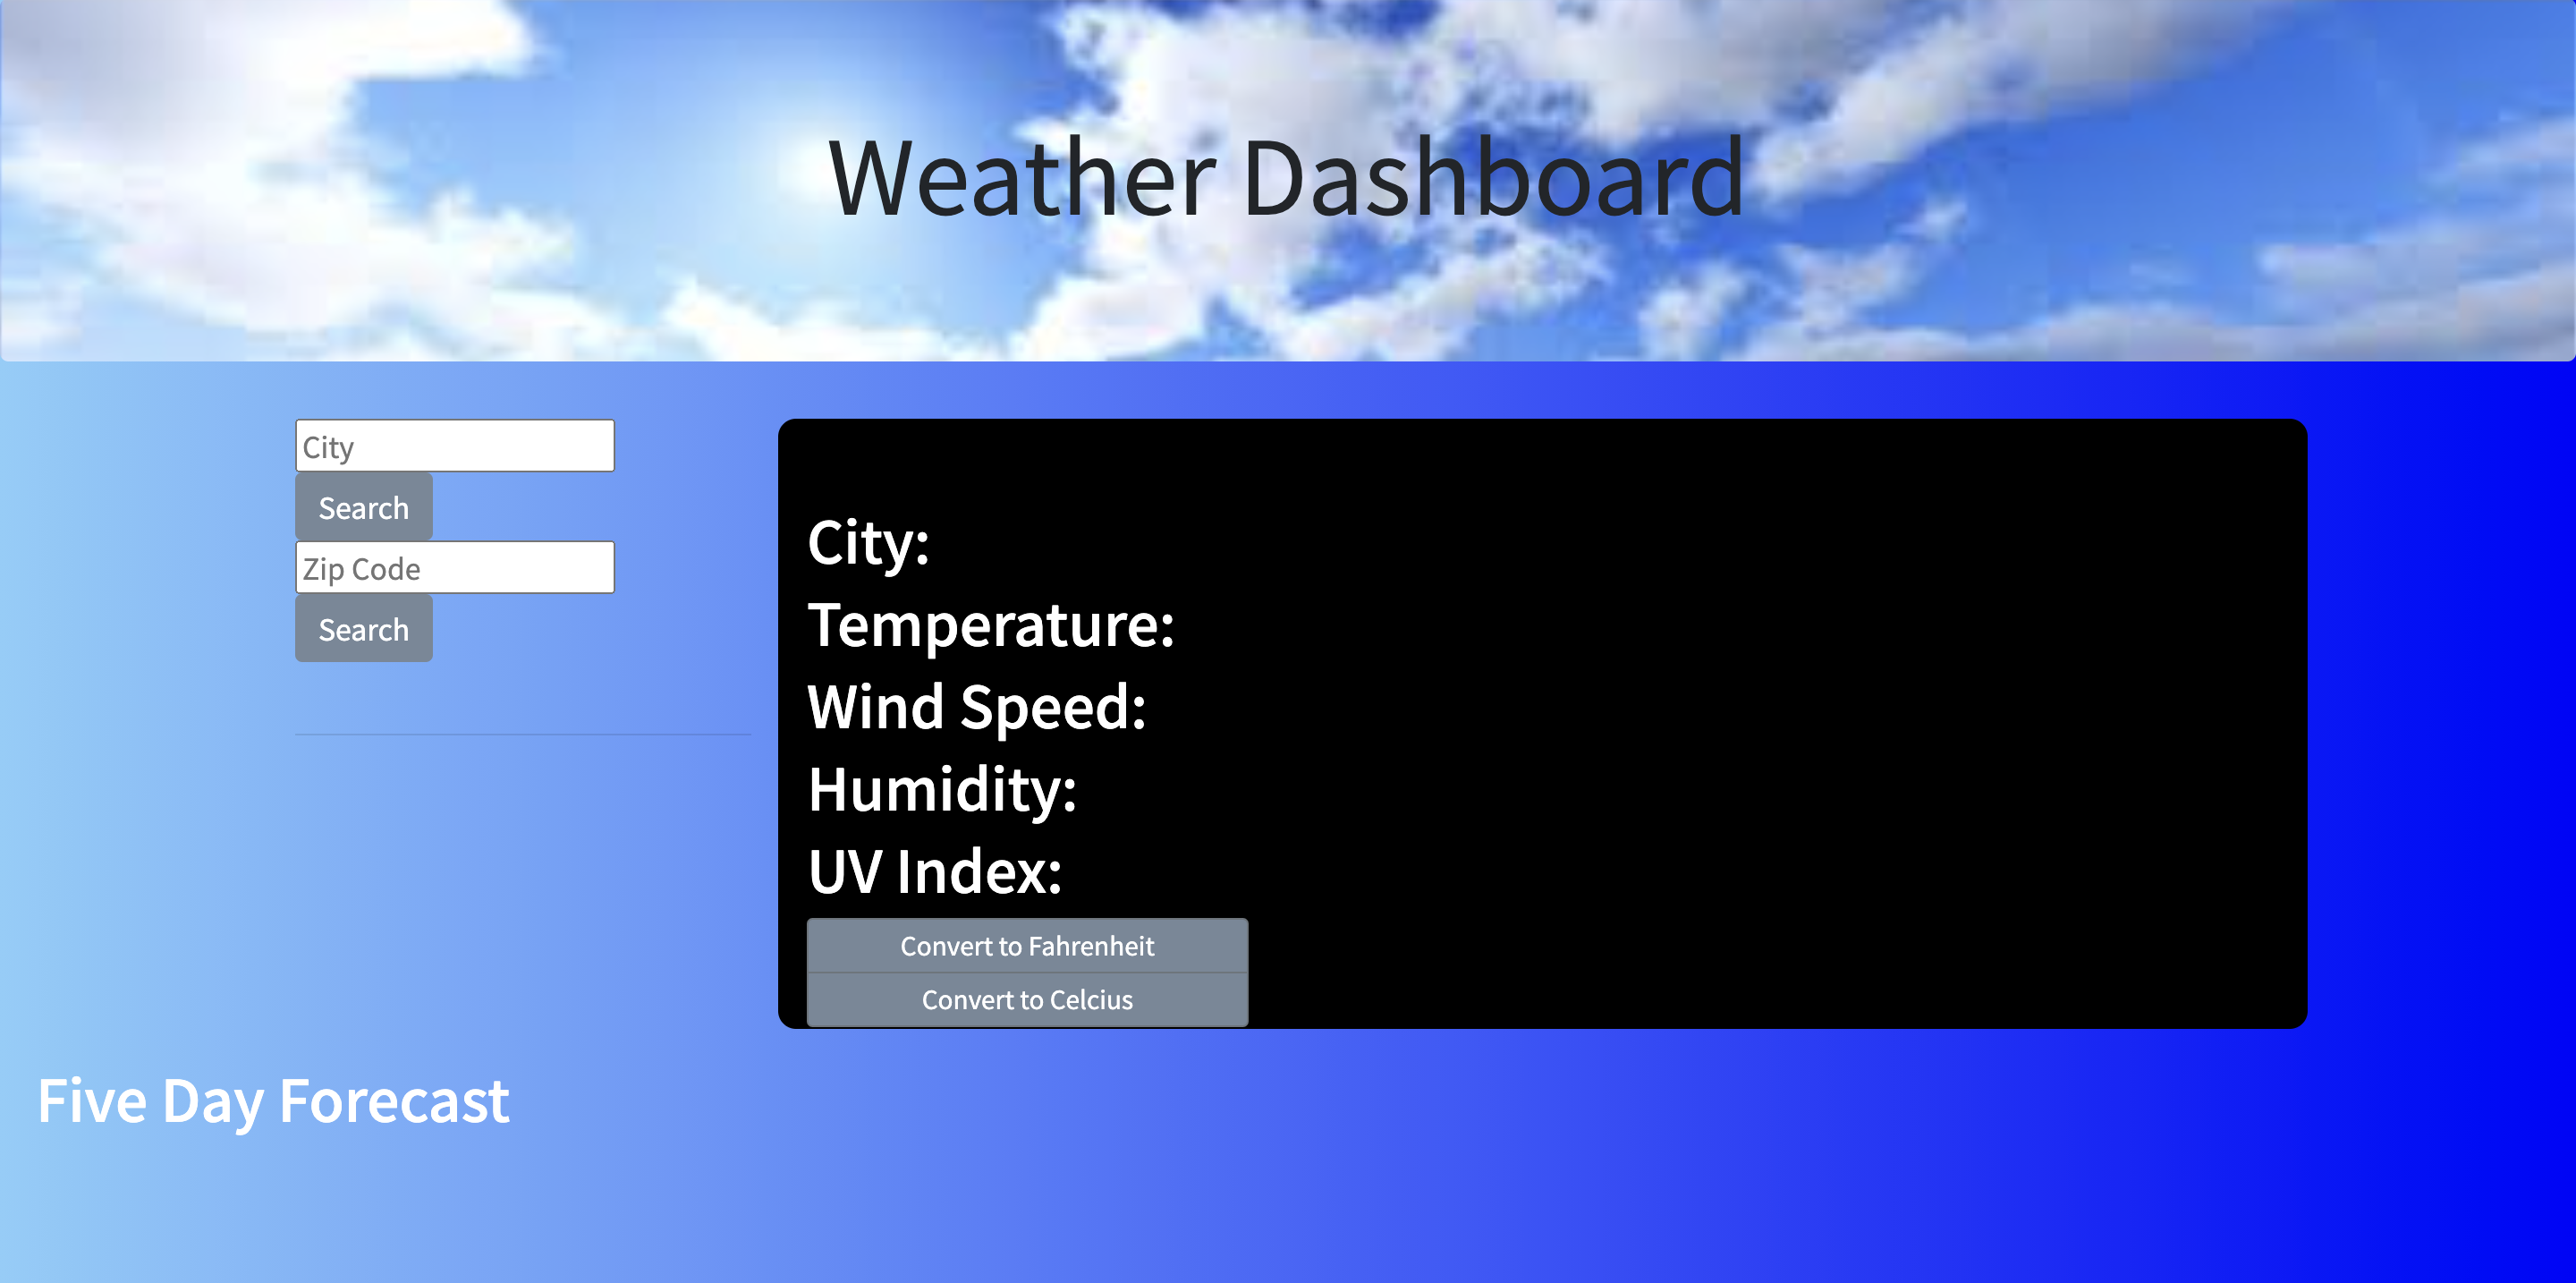 Weather Dashboard
City
Search
Zip Code
Search
City:
Temperature:
Wind Speed:
Humidity:
UV Index:
Convert to Fahrenheit
Convert to Celcius
Five Day Forecast